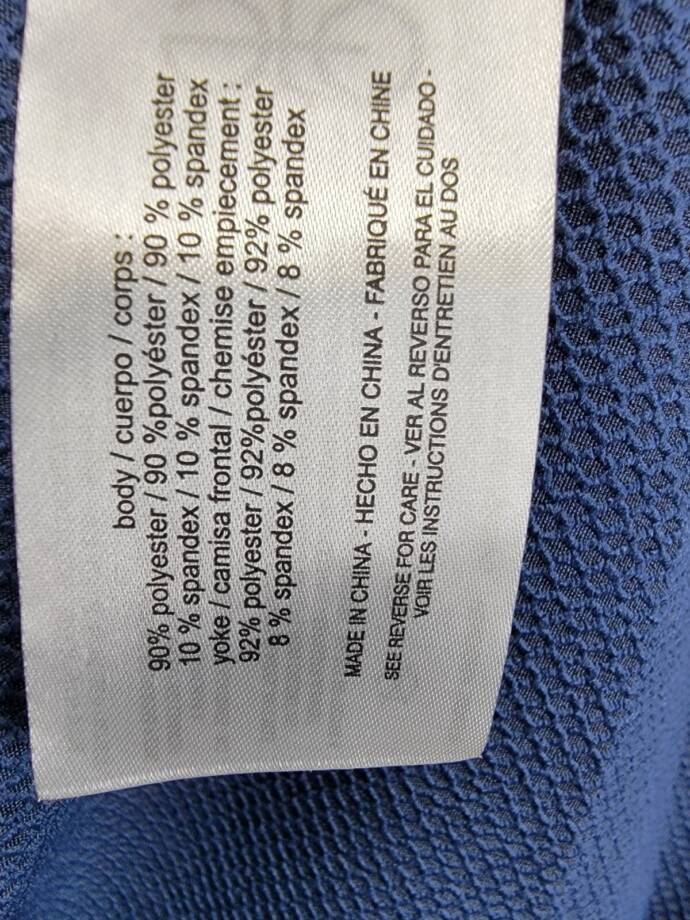 body / cuerpo / corps :
90% polyester / 90 %polyéster / 90 % polyester
10 % spandex / 10 % spandex / 10 % spandex
yoke / camisa frontal / chemise empiecement :
92% polyester / 92%polyéster / 92% polyester
8 % spandex / 8 % spandex / 8 % spandex
MADE IN CHINA - HECHO EN CHINA - FABRIQUÉ EN CHINE
SEE REVERSE FOR CARE - VER AL REVERSO PARA EL CUIDADO -
VOIR LES INSTRUCTIONS D'ENTRETIEN AU DOS